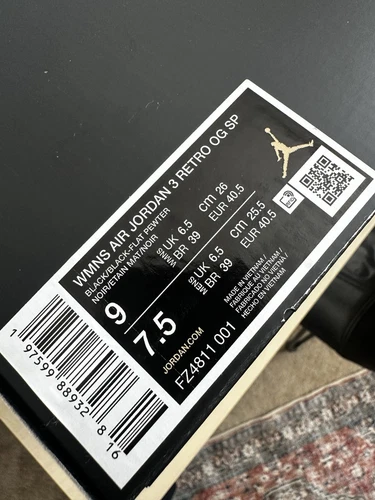 WMNS AIR JORDAN 3 RETRO OG SP
BLACK/BLACK-FLAT PEWTER
NOIR/ETAIN MAT/NOIR
9
WMNS
UK 6.5
BR 39
cm 26
EUR 40.5
7.5
MENS
UK 6.5
BR 39
cm 25.5
EUR 40.5
JORDAN.COM
FZ4811 001
MADE IN VIETNAM /
FABRIQUÉ AU VIETNAM /
HECHO EN VIETNAM
1 97599 88932 8 16